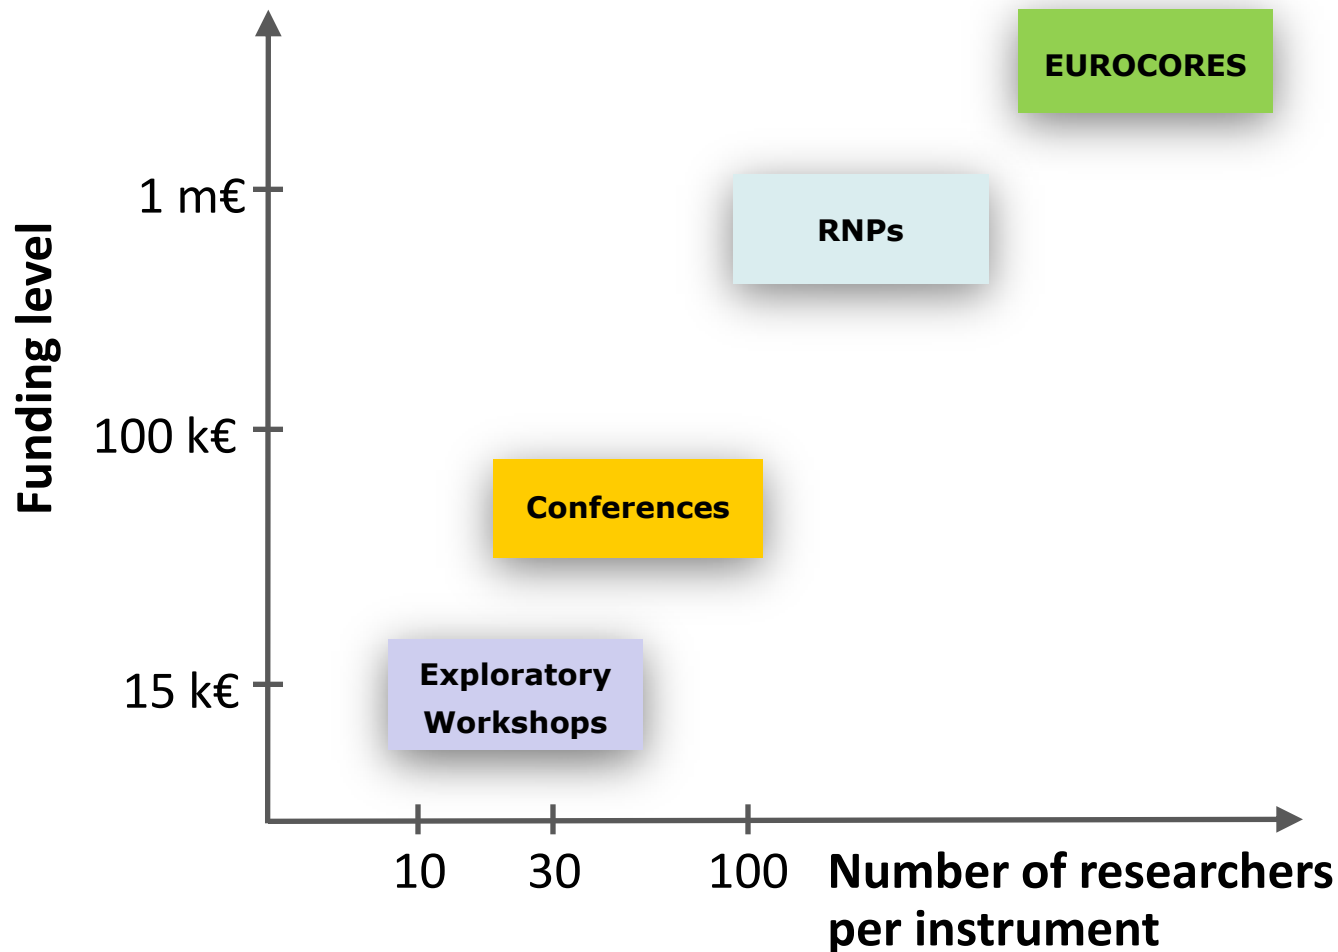 EUROCORES
1 m€
RNPs
Funding level
100 k€
Conferences
15 k€
Exploratory
Workshops
10
30
100
Number of researchers
per instrument